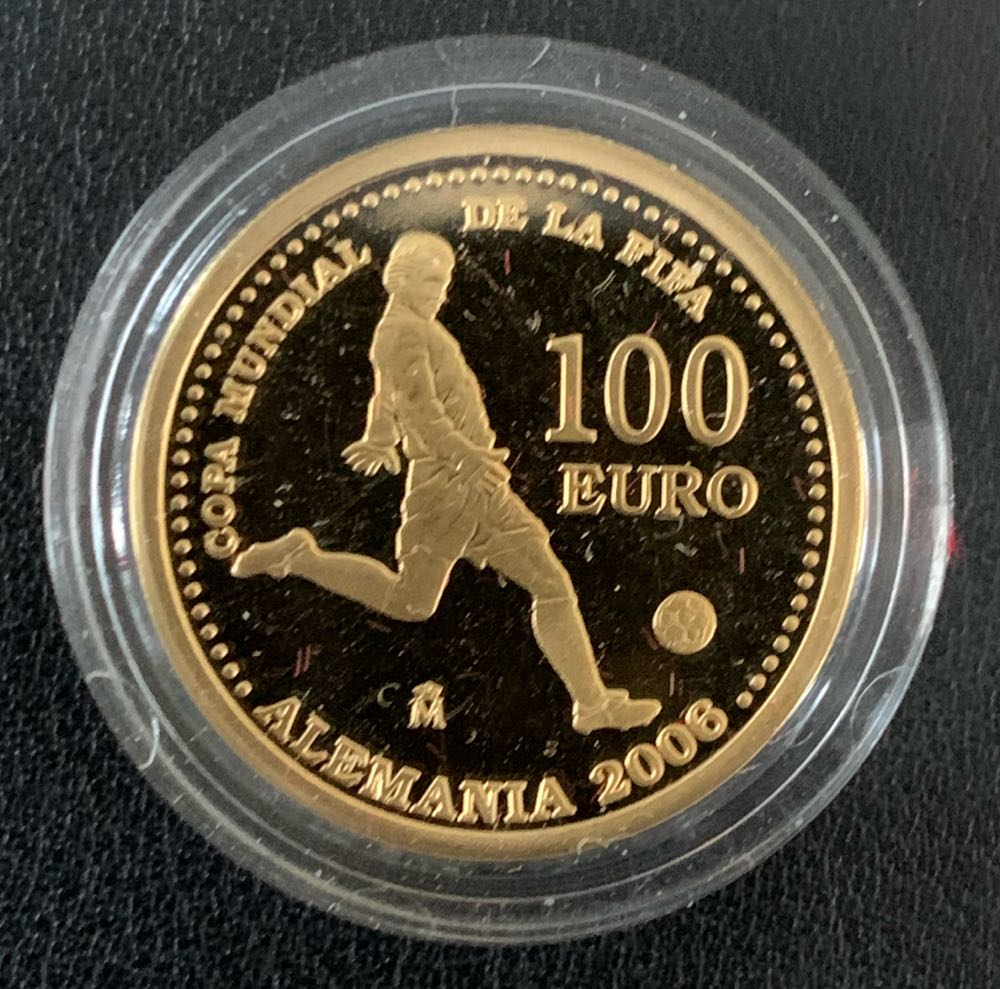 COPA MUNDIAL DE LA FIFA
100
EURO
M
ALEMANIA 2006